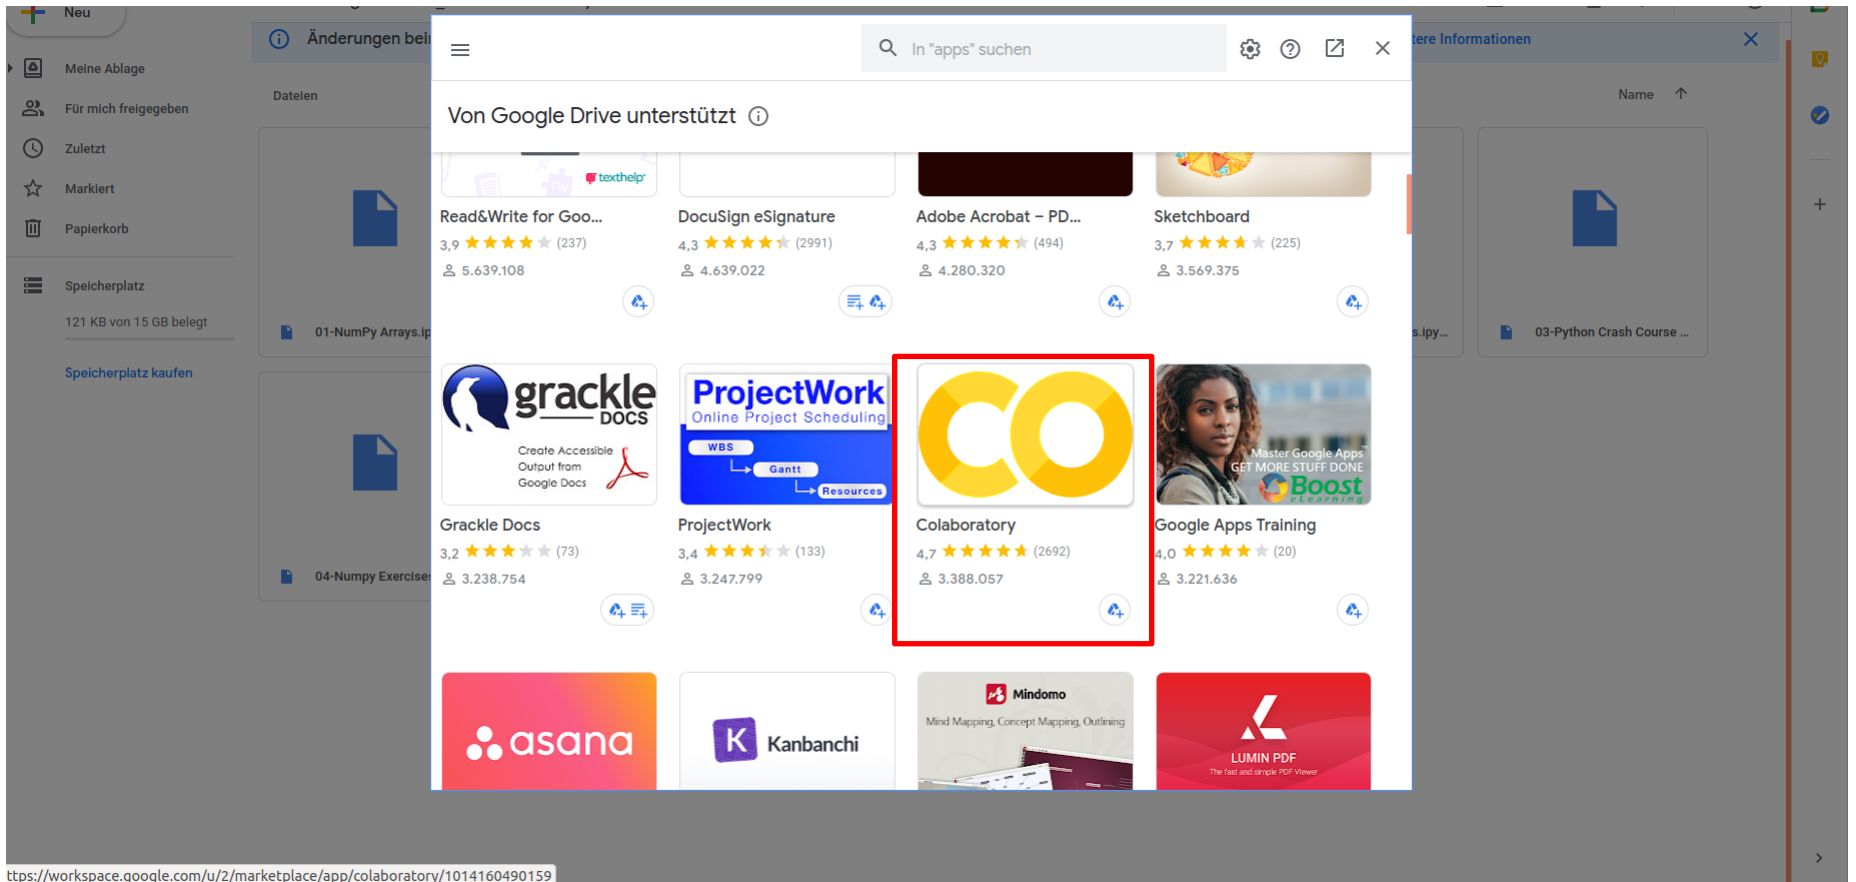 Neu
Änderungen bei
tere Informationen
In "apps" suchen
Meine Ablage
Für mich freigegeben
Zuletzt
Markiert
Papierkorb
Speicherplatz
121 KB von 15 GB belegt
Speicherplatz kaufen
Dateien
Name
Von Google Drive unterstützt
texthelp
Read&Write for Goo...
3,9 (237)
5.639.108
DocuSign eSignature
4,3 (2991)
4.639.022
Adobe Acrobat – PD...
4,3 (494)
4.280.320
Sketchboard
3,7 (225)
3.569.375
01-NumPy Arrays.ip
s.ipy...
03-Python Crash Course ...
04-Numpy Exercises
grackle
DOCS
Create Accessible
Output from
Google Docs
Grackle Docs
3,2 (73)
3.238.754
ProjectWork
Online Project Scheduling
WBS
Gantt
Resources
ProjectWork
3,4 (133)
3.247.799
CO
Colaboratory
4,7 (2692)
3.388.057
Master Google Apps
GET MORE STUFF DONE
Boost
eLearning
Google Apps Training
4,0 (20)
3.221.636
asana
K Kanbanchi
Mindomo
Mind Mapping, Concept Mapping, Outlining
LUMIN PDF
The fast and simple PDF Viewer
ttps://workspace.google.com/u/2/marketplace/app/colaboratory/1014160490159